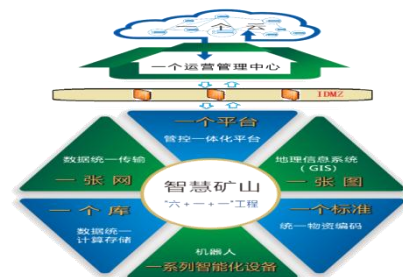 一个云
一个运营管理中心
IDMZ
一个平台
管控一体化平台
数据统一传输
一张网
地理信息系统
(GIS)
一张图
智慧矿山
"六+一+一"工程
一个库
数据统一
计算存储
一个标准
统一物资编码
机器人
一系列智能化设备